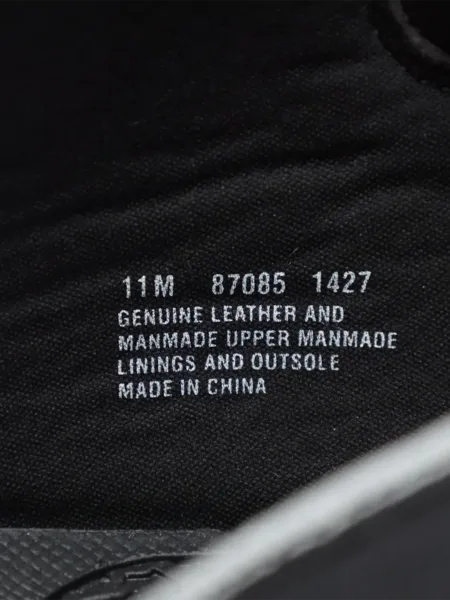 11M 87085 1427
GENUINE LEATHER AND
MANMADE UPPER MANMADE
LININGS AND OUTSOLE
MADE IN CHINA